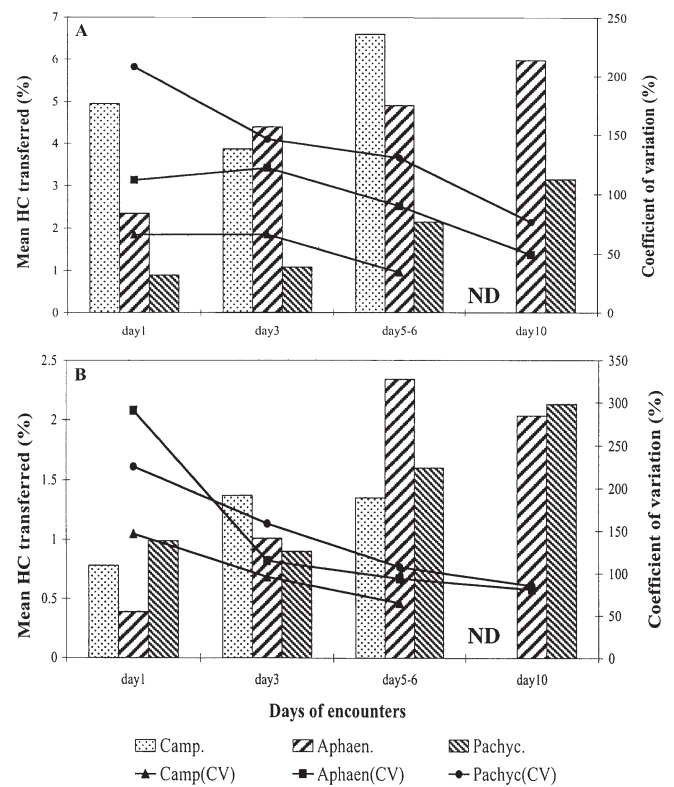 A
Mean HC transferred (%)
7
6
5
4
3
2
1
0
Coefficient of variation (%)
250
200
150
100
50
0
ND
day1 day3 day5-6 day10
B
Mean HC transferred (%)
2.5
2
1.5
1
0.5
0
Coefficient of variation (%)
350
300
250
200
150
100
50
0
ND
day1 day3 day5-6 day10
Days of encounters
Camp. Aphaen. Pachyc.
Camp(CV) Aphaen(CV) Pachyc(CV)